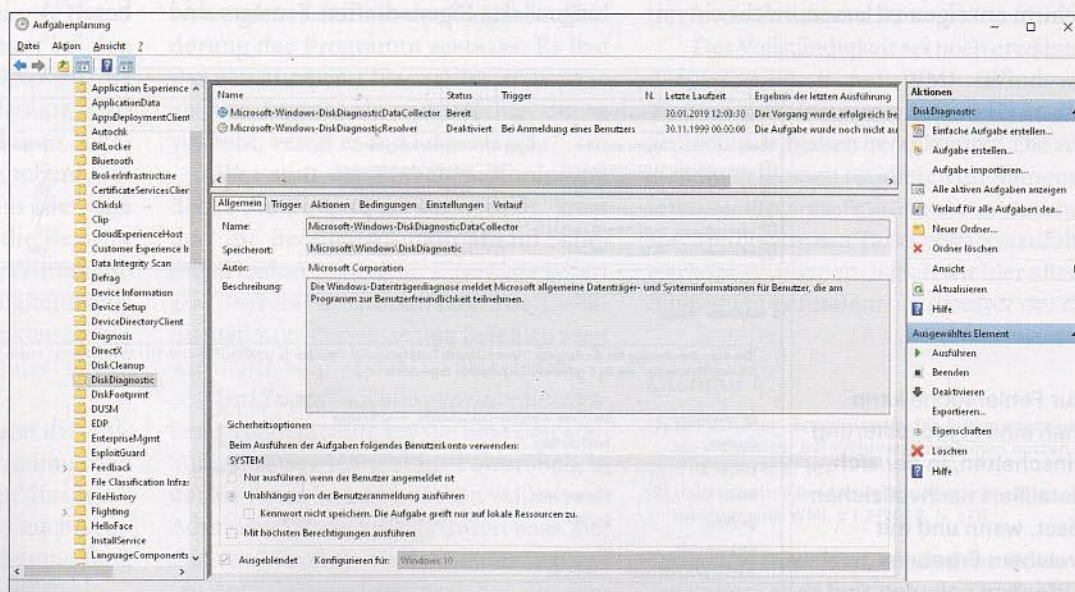 Aufgabenplanung
Datei Aktion Ansicht ?
Application Experience
ApplicationData
AppxDeploymentClient
Autochk
BitLocker
Bluetooth
BrokerInfrastructure
CertificateServicesClien
Chkdsk
Clip
CloudExperienceHost
Customer Experience Ir
Data Integrity Scan
Defrag
Device Information
Device Setup
DeviceDirectoryClient
Diagnosis
DirectX
DiskCleanup
DiskDiagnostic
DiskFootprint
DUSM
EDP
EnterpriseMgmt
ExploitGuard
Feedback
File Classification Infras
FileHistory
Flighting
HelloFace
InstallService
LanguageComponents
Name Status Trigger N. Letzte Laufzeit Ergebnis der letzten Ausführung
Microsoft-Windows-DiskDiagnosticDataCollector Bereit 30.01.2019 12:03:30 Der Vorgang wurde erfolgreich be
Microsoft-Windows-DiskDiagnosticResolver Deaktiviert Bei Anmeldung eines Benutzers 30.11.1999 00:00:00 Die Aufgabe wurde noch nicht au
Allgemein Trigger Aktionen Bedingungen Einstellungen Verlauf
Name: Microsoft-Windows-DiskDiagnosticDataCollector
Speicherort: \Microsoft\Windows\DiskDiagnostic
Autor: Microsoft Corporation
Beschreibung: Die Windows-Datenträgerdiagnose meldet Microsoft allgemeine Datenträger- und Systeminformationen für Benutzer, die am
Programm zur Benutzerfreundlichkeit teilnehmen.
Sicherheitsoptionen
Beim Ausführen der Aufgaben folgendes Benutzerkonto verwenden:
SYSTEM
Nur ausführen, wenn der Benutzer angemeldet ist
Unabhängig von der Benutzeranmeldung ausführen
Kennwort nicht speichern. Die Aufgabe greift nur auf lokale Ressourcen zu.
Mit höchsten Berechtigungen ausführen
Ausgeblendet Konfigurieren für: Windows 10
Aktionen
DiskDiagnostic
Einfache Aufgabe erstellen...
Aufgabe erstellen...
Aufgabe importieren...
Alle aktiven Aufgaben anzeigen
Verlauf für alle Aufgaben dea...
Neuer Ordner...
Ordner löschen
Ansicht
Aktualisieren
Hilfe
Ausgewähltes Element
Ausführen
Beenden
Deaktivieren
Exportieren...
Eigenschaften
Löschen
Hilfe